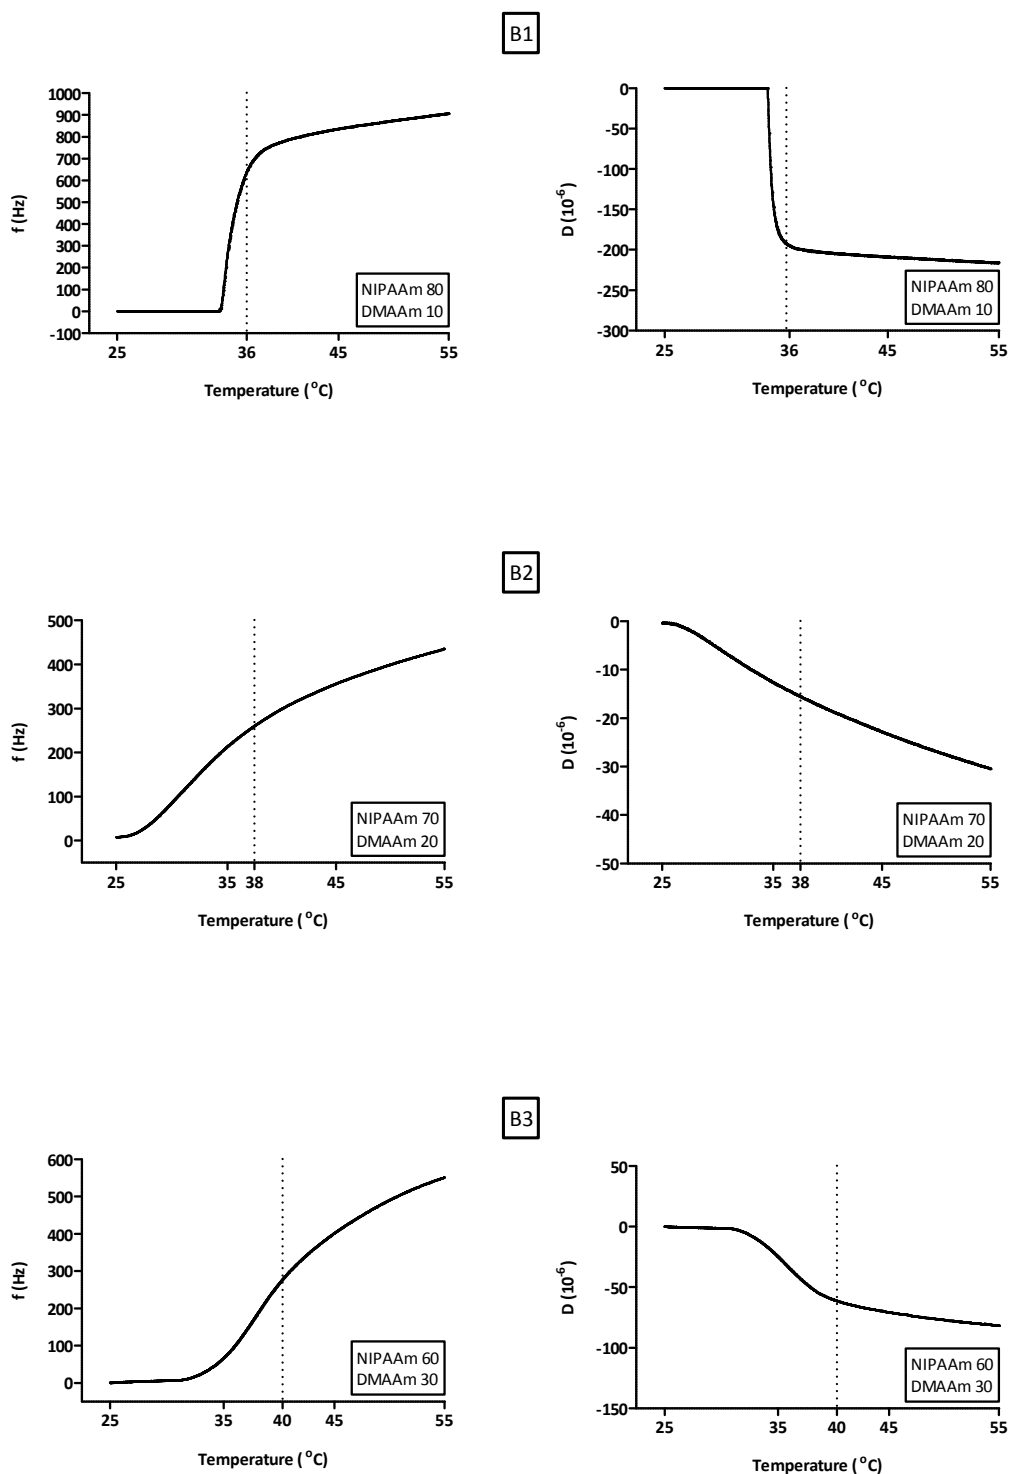 B1
f (Hz)
1000
900
800
700
600
500
400
300
200
100
0
-100
25 36 45 55
Temperature (°C)
NIPAAm 80
DMAAm 10
D (10⁻⁶)
0
-50
-100
-150
-200
-250
-300
25 36 45 55
Temperature (°C)
NIPAAm 80
DMAAm 10
B2
f (Hz)
500
400
300
200
100
0
25 35 38 45 55
Temperature (°C)
NIPAAm 70
DMAAm 20
D (10⁻⁶)
0
-10
-20
-30
-40
-50
25 35 38 45 55
Temperature (°C)
NIPAAm 70
DMAAm 20
B3
f (Hz)
600
500
400
300
200
100
0
25 35 40 45 55
Temperature (°C)
NIPAAm 60
DMAAm 30
D (10⁻⁶)
50
0
-50
-100
-150
25 35 40 45 55
Temperature (°C)
NIPAAm 60
DMAAm 30